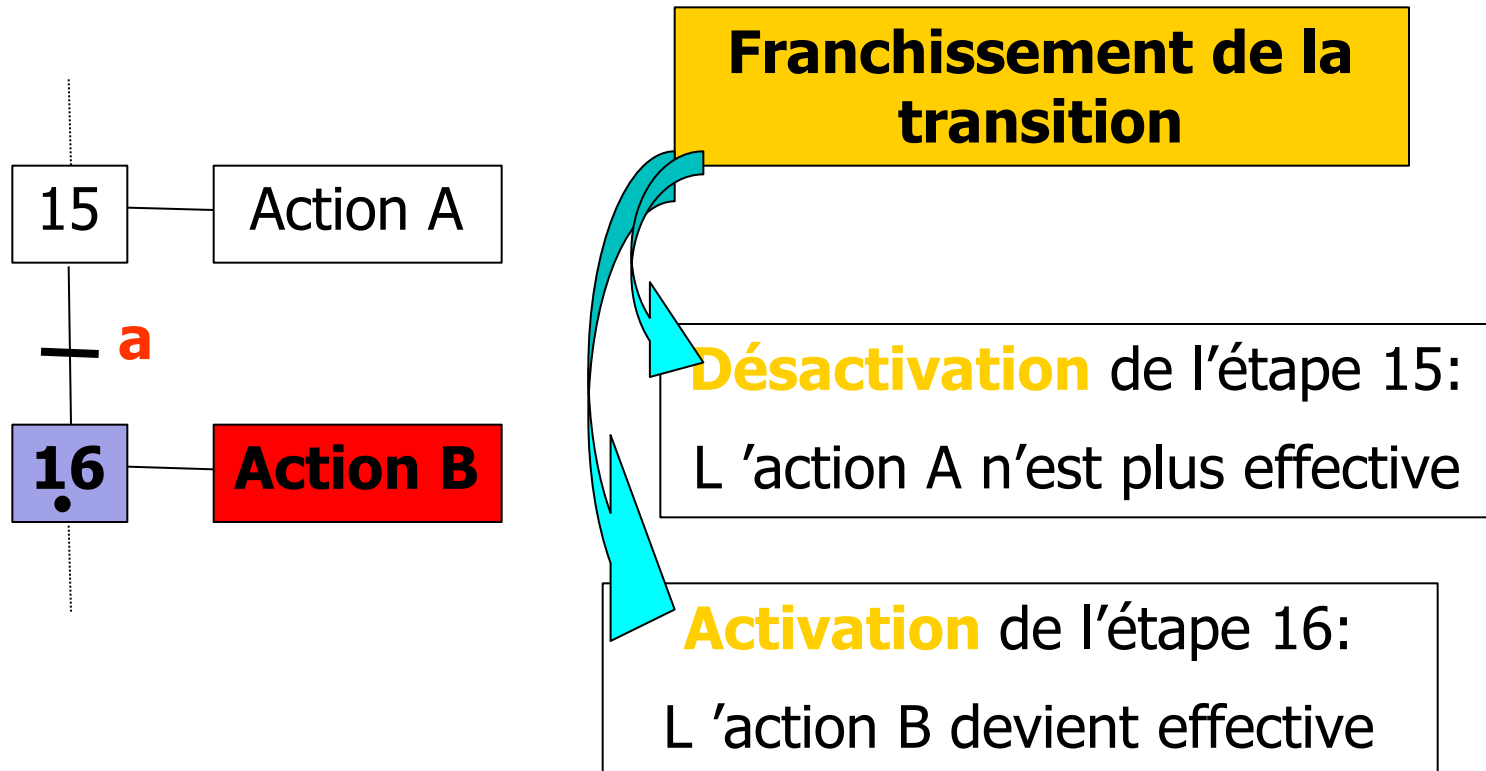 Franchissement de la
transition
15
Action A
a
16
Action B
Désactivation de l’étape 15:
L ’action A n’est plus effective
Activation de l’étape 16:
L ’action B devient effective